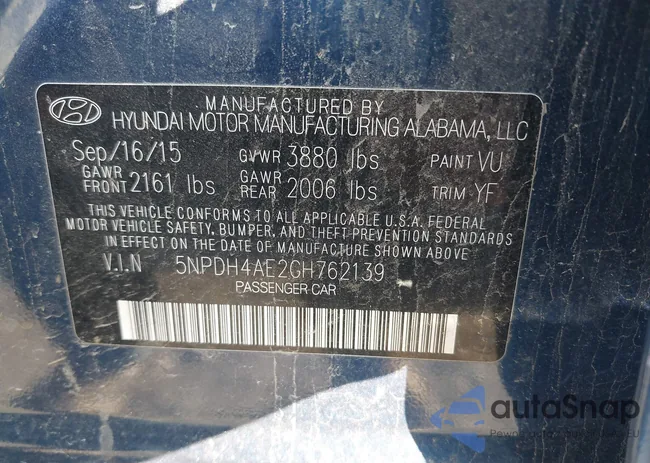 MANUFACTURED BY
HYUNDAI MOTOR MANUFACTURING ALABAMA, LLC
Sep/16/15 GVWR 3880 lbs PAINT VU
GAWR FRONT 2161 lbs GAWR REAR 2006 lbs TRIM YF
THIS VEHICLE CONFORMS TO ALL APPLICABLE U.S.A. FEDERAL
MOTOR VEHICLE SAFETY, BUMPER, AND THEFT PREVENTION STANDARDS
IN EFFECT ON THE DATE OF MANUFACTURE SHOWN ABOVE.
V.I.N 5NPDH4AE2GH762139
PASSENGER CAR
autoSnap